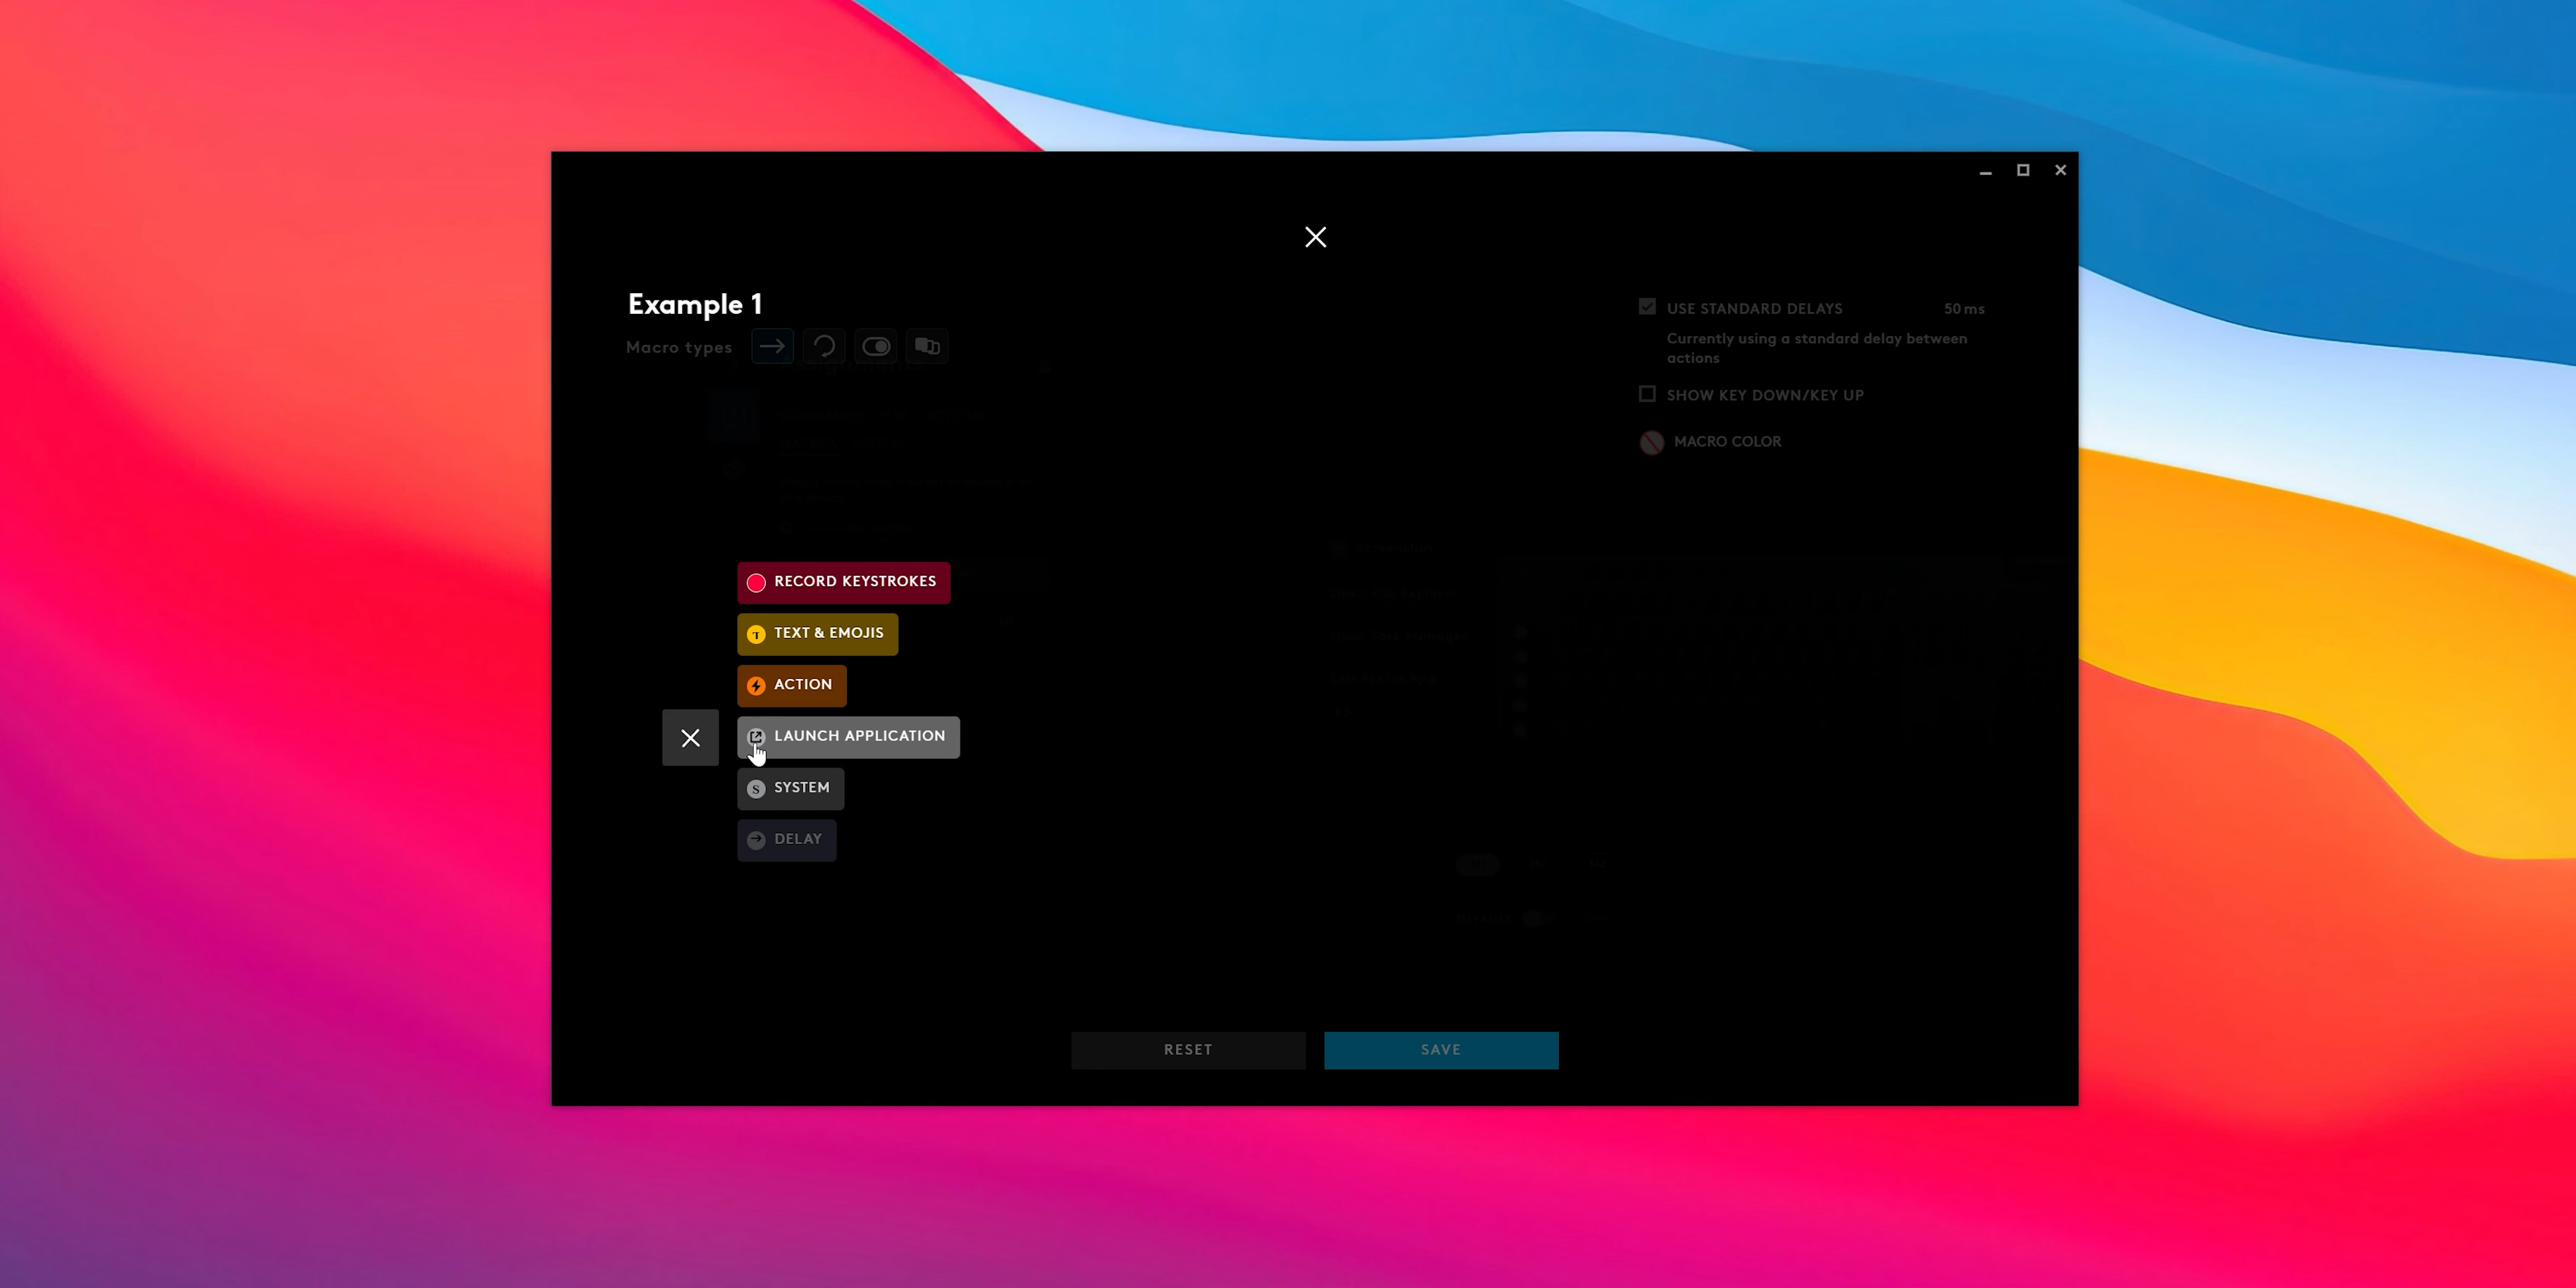 Example 1
Macro types
USE STANDARD DELAYS 50 ms
Currently using a standard delay between
actions
SHOW KEY DOWN/KEY UP
MACRO COLOR
RECORD KEYSTROKES
TEXT & EMOJIS
ACTION
LAUNCH APPLICATION
SYSTEM
DELAY
RESET
SAVE